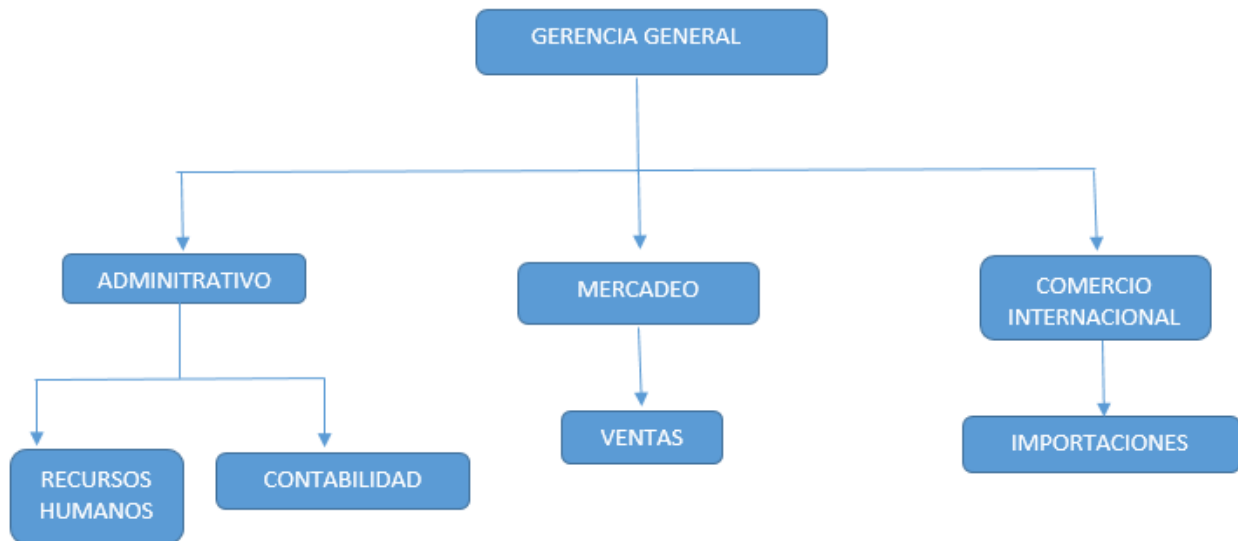 GERENCIA GENERAL
ADMINITRATIVO
MERCADEO
COMERCIO
INTERNACIONAL
VENTAS
IMPORTACIONES
RECURSOS
HUMANOS
CONTABILIDAD